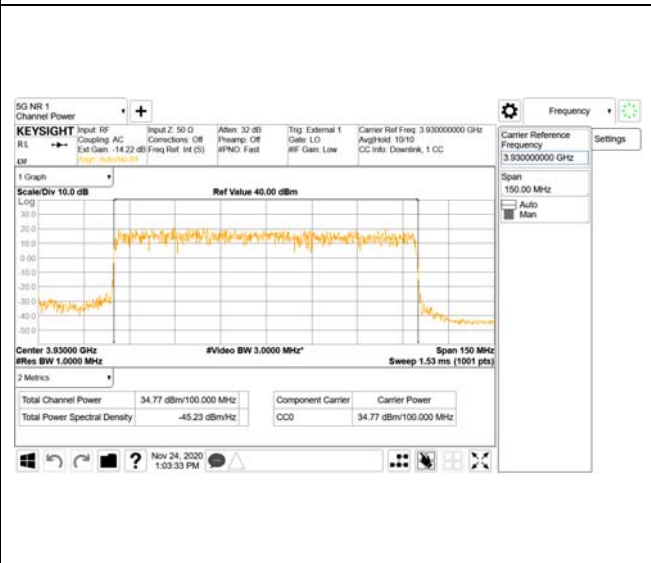 5G NR 1
Channel Power
Frequency
KEYSIGHT
RL
Input: RF
Coupling: AC
Ext Gain: -14.22 dB
Align: Auto/No RF
Input Z: 50 Ω
Corrections: Off
Freq Ref: Int (S)
Atten: 32 dB
Preamp: Off
#PNO: Fast
Trig: External 1
Gate: LO
#IF Gain: Low
Carrier Ref Freq: 3.930000000 GHz
Avg|Hold: 10/10
CC Info: Downlink, 1 CC
Carrier Reference
Frequency
3.930000000 GHz
Settings
Span
150.00 MHz
Auto
Man
1 Graph
Scale/Div 10.0 dB
Ref Value 40.00 dBm
Log
30.0
20.0
10.0
0.00
-10.0
-20.0
-30.0
-40.0
-50.0
Center 3.93000 GHz
#Video BW 3.0000 MHz*
Span 150 MHz
#Res BW 1.0000 MHz
Sweep 1.53 ms (1001 pts)
2 Metrics
Total Channel Power 34.77 dBm/100.000 MHz
Total Power Spectral Density -45.23 dBm/Hz
Component Carrier Carrier Power
CC0 34.77 dBm/100.000 MHz
?
Nov 24, 2020
1:03:33 PM